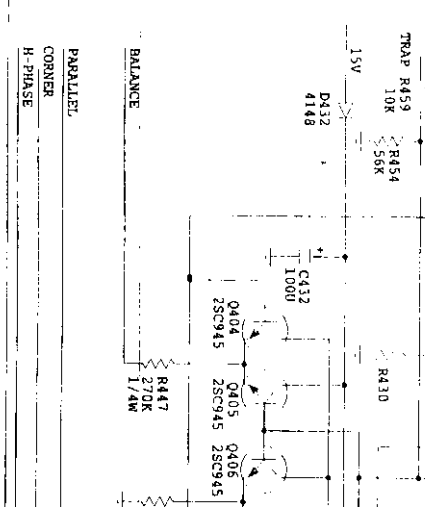 TRAP R459
10K
R454
56K
15V
D432
4148
C432
100U
R430
Q404
2SC945
Q405
2SC945
Q406
2SC945
R447
270K
1/4W
BALANCE
PARALLEL
CORNER
H-PHASE